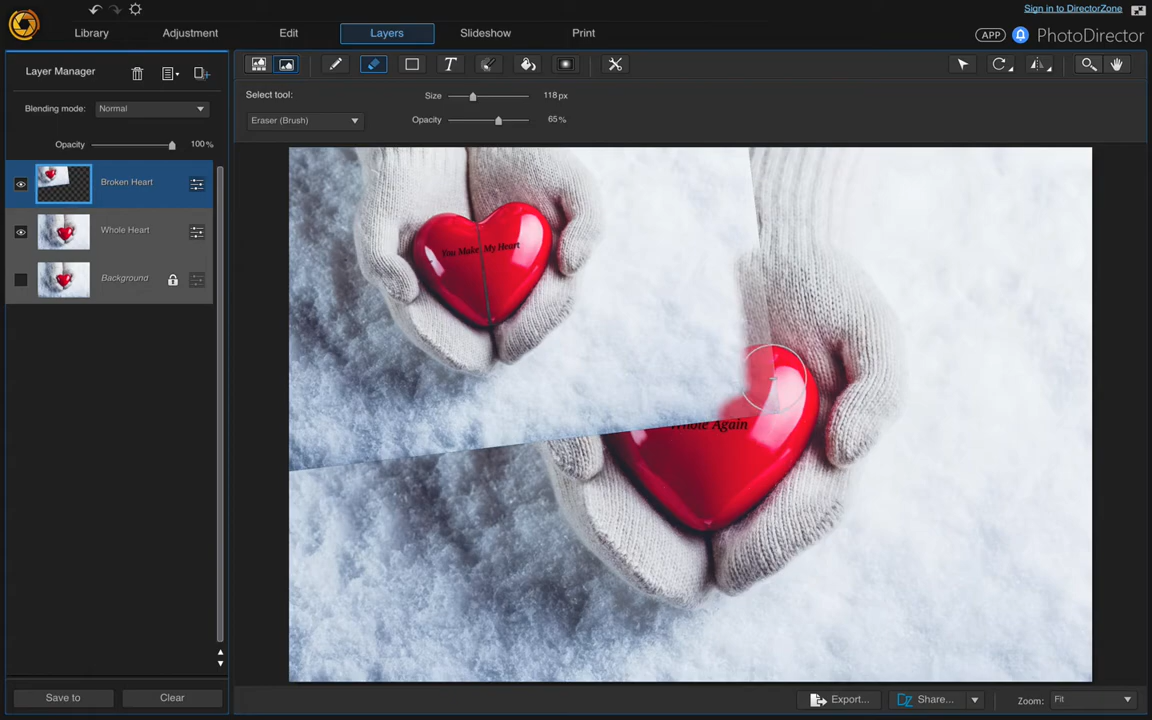 Sign in to DirectorZone
Library
Adjustment
Edit
Layers
Slideshow
Print
APP
PhotoDirector
Layer Manager
Blending mode:
Normal
Opacity
100%
Broken Heart
Whole Heart
Background
Select tool:
Eraser (Brush)
Size
118 px
Opacity
65 %
You Make My Heart
Whole Again
Save to
Clear
Export...
Share...
Zoom:
Fit